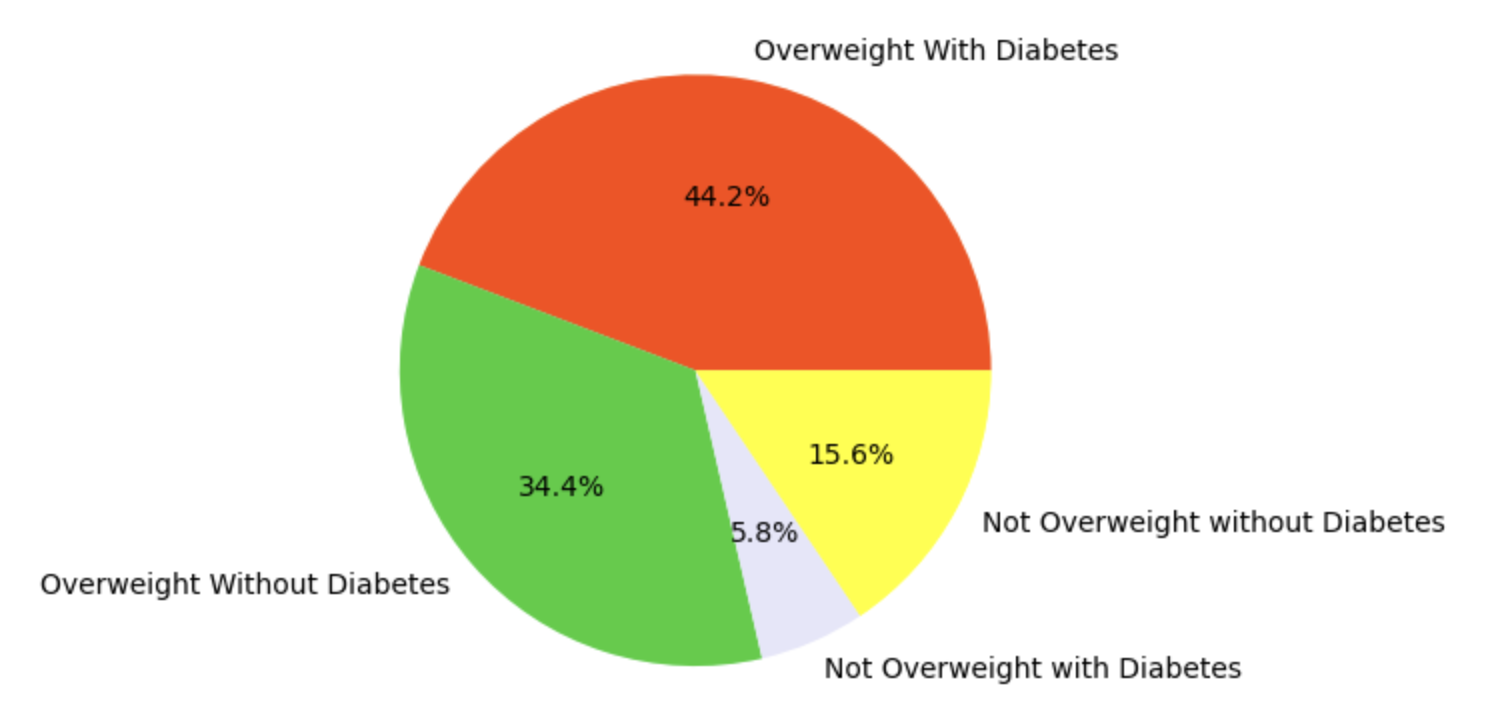 Overweight With Diabetes
44.2%
15.6%
34.4%
Not Overweight without Diabetes
5.8%
Overweight Without Diabetes
Not Overweight with Diabetes